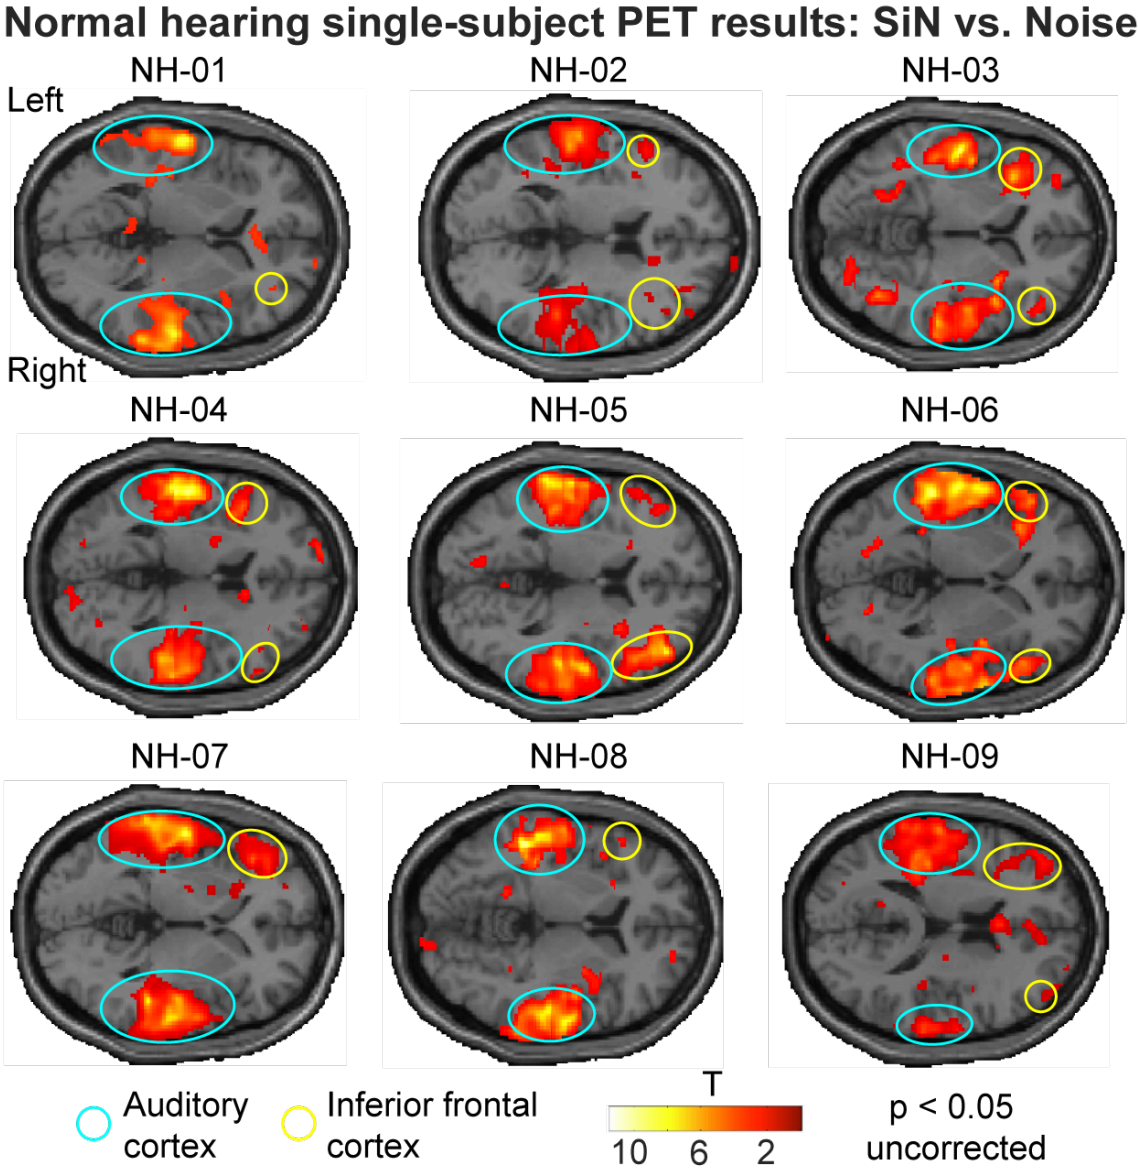 Normal hearing single-subject PET results: SiN vs. Noise
NH-01 NH-02 NH-03
Left
Right
NH-04 NH-05 NH-06
NH-07 NH-08 NH-09
Auditory
cortex
Inferior frontal
cortex
T
10 6 2
p < 0.05
uncorrected